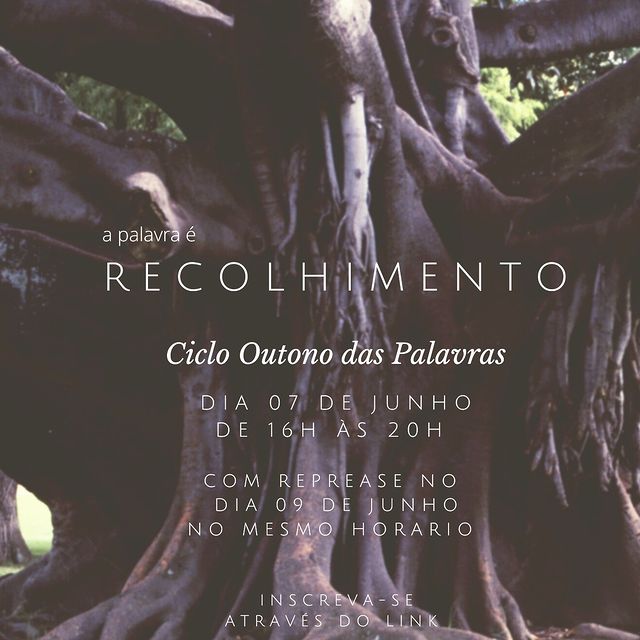 a palavra é
RECOLHIMENTO
Ciclo Outono das Palavras
DIA 07 DE JUNHO
DE 16H ÀS 20H
COM REPREASE NO
DIA 09 DE JUNHO
NO MESMO HORARIO
INSCREVA-SE
ATRAVÉS DO LINK